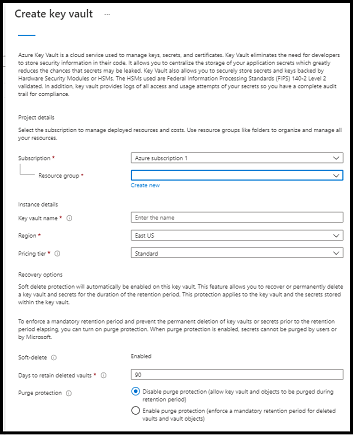 Create key vault ...
Azure Key Vault is a cloud service used to manage keys, secrets, and certificates. Key Vault eliminates the need for developers
to store security information in their code. It allows you to centralize the storage of your application secrets which greatly
reduces the chances that secrets may be leaked. Key Vault also allows you to securely store secrets and keys backed by
Hardware Security Modules or HSMs. The HSMs used are Federal Information Processing Standards (FIPS) 140-2 Level 2
validated. In addition, key vault provides logs of all access and usage attempts of your secrets so you have a complete audit
trail for compliance.
Project details
Select the subscription to manage deployed resources and costs. Use resource groups like folders to organize and manage all
your resources.
Subscription * Azure subscription 1
Resource group *
Create new
Instance details
Key vault name * Enter the name
Region * East US
Pricing tier * Standard
Recovery options
Soft delete protection will automatically be enabled on this key vault. This feature allows you to recover or permanently delete
a key vault and secrets for the duration of the retention period. This protection applies to the key vault and the secrets stored
within the key vault.
To enforce a mandatory retention period and prevent the permanent deletion of key vaults or secrets prior to the retention
period elapsing, you can turn on purge protection. When purge protection is enabled, secrets cannot be purged by users or
by Microsoft.
Soft-delete Enabled
Days to retain deleted vaults * 90
Purge protection Disable purge protection (allow key vault and objects to be purged during
retention period)
Enable purge protection (enforce a mandatory retention period for deleted
vaults and vault objects)